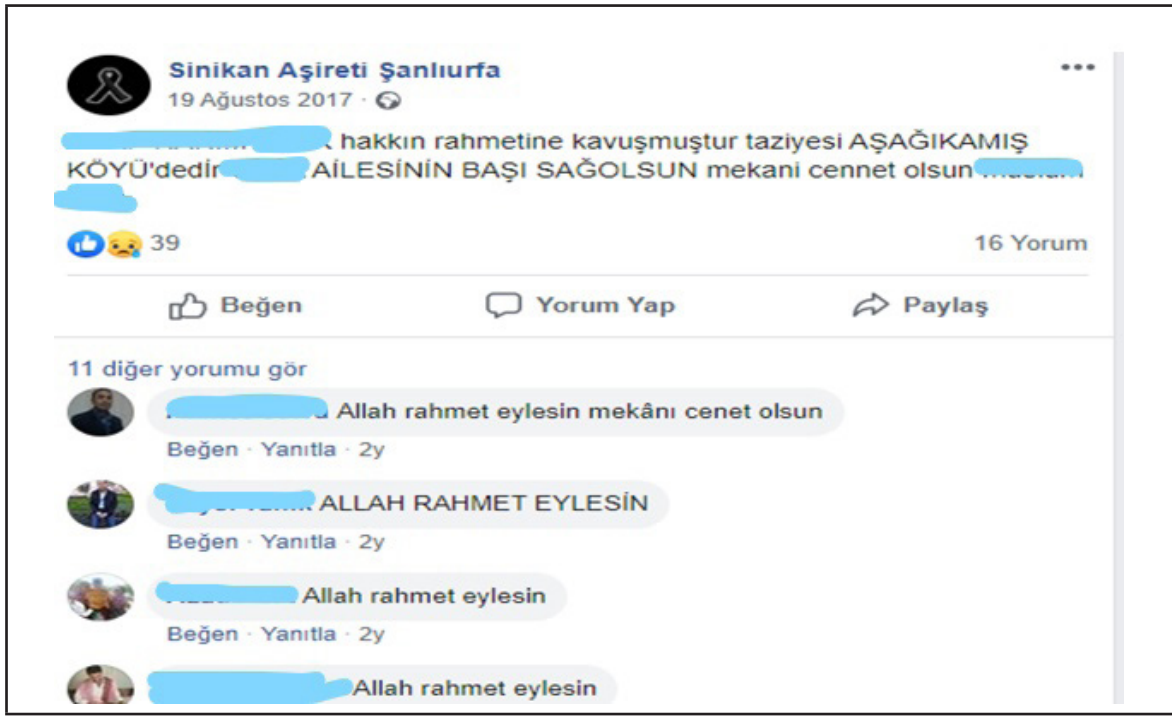 Sinikan Aşireti Şanlıurfa
19 Ağustos 2017 ·
hakkın rahmetine kavuşmuştur taziyesi AŞAĞIKAMIŞ
KÖYÜ'dedir AİLESİNİN BAŞI SAĞOLSUN mekani cennet olsun
39
16 Yorum
Beğen
Yorum Yap
Paylaş
11 diğer yorumu gör
Allah rahmet eylesin mekânı cenet olsun
Beğen · Yanıtla · 2y
ALLAH RAHMET EYLESİN
Beğen · Yanıtla · 2y
Allah rahmet eylesin
Beğen · Yanıtla · 2y
Allah rahmet eylesin